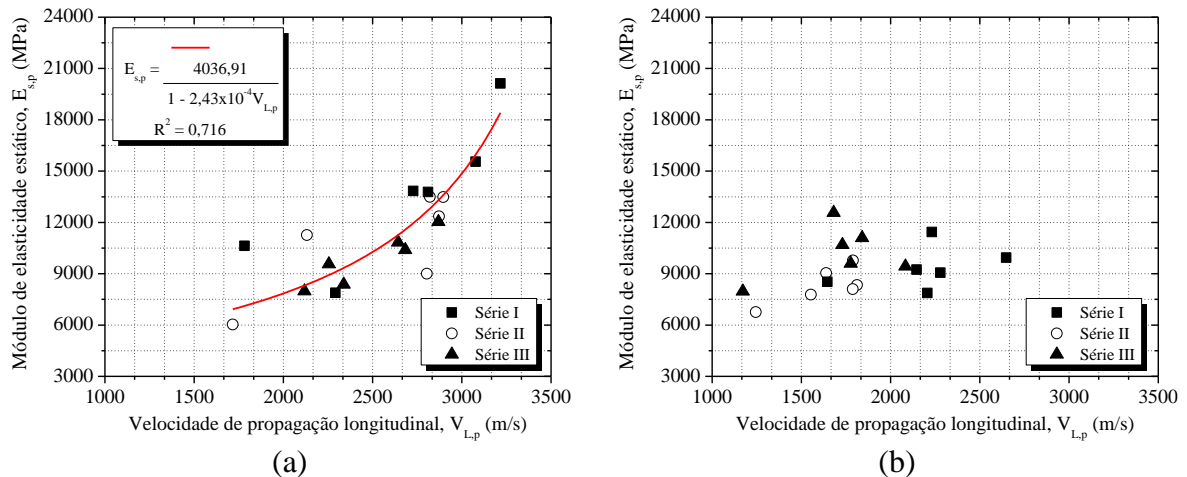 24000
21000
18000
15000
12000
9000
6000
3000
Módulo de elasticidade estático, E_s,p (MPa)
E_s,p = 4036,91
1 - 2,43x10^-4 V_L,p
R^2 = 0,716
Série I
Série II
Série III
1000 1500 2000 2500 3000 3500
Velocidade de propagação longitudinal, V_L,p (m/s)
(a)
24000
21000
18000
15000
12000
9000
6000
3000
Módulo de elasticidade estático, E_s,p (MPa)
Série I
Série II
Série III
1000 1500 2000 2500 3000 3500
Velocidade de propagação longitudinal, V_L,p (m/s)
(b)